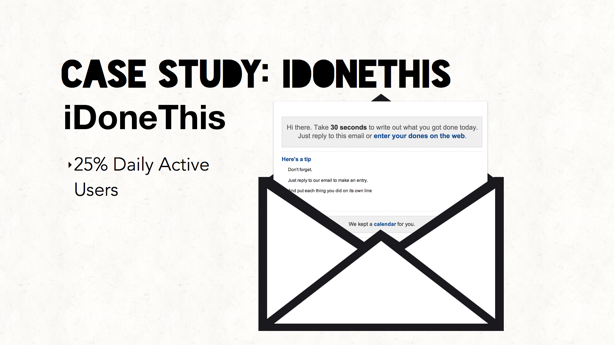 CASE STUDY: IDONETHIS
iDoneThis
25% Daily Active
Users
Hi there. Take 30 seconds to write out what you got done today.
Just reply to this email or enter your dones on the web.
Here's a tip
Don't forget.
Just reply to our email to make an entry,
And put each thing you did on its own line
We kept a calendar for you.